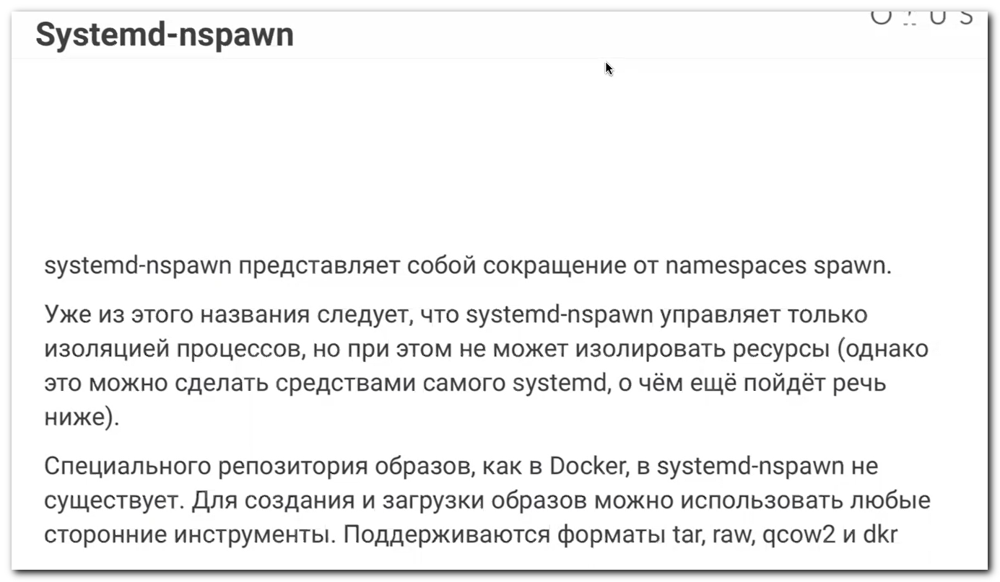 Systemd-nspawn
systemd-nspawn представляет собой сокращение от namespaces spawn.
Уже из этого названия следует, что systemd-nspawn управляет только
изоляцией процессов, но при этом не может изолировать ресурсы (однако
это можно сделать средствами самого systemd, о чём ещё пойдёт речь
ниже).
Специального репозитория образов, как в Docker, в systemd-nspawn не
существует. Для создания и загрузки образов можно использовать любые
сторонние инструменты. Поддерживаются форматы tar, raw, qcow2 и dkr